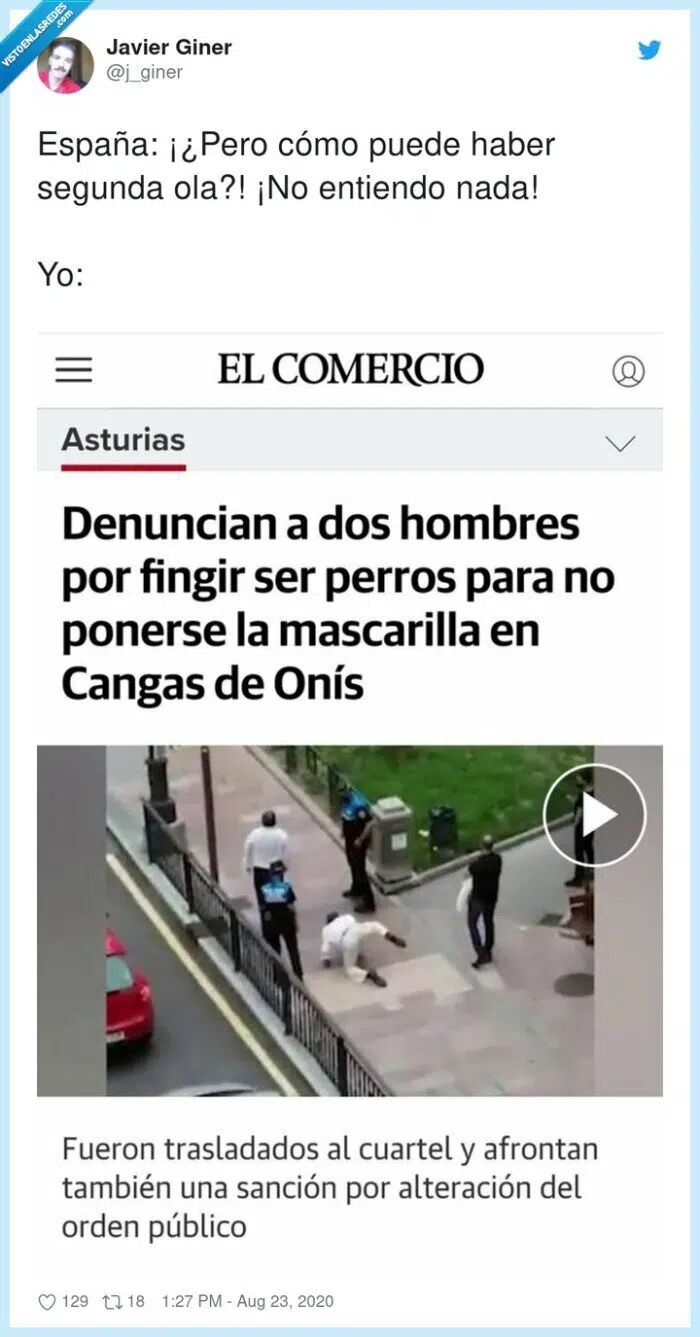 VISTOENLASREDES
.com
Javier Giner
@j_giner
España: ¡¿Pero cómo puede haber
segunda ola?! ¡No entiendo nada!
Yo:
EL COMERCIO
Asturias
Denuncian a dos hombres
por fingir ser perros para no
ponerse la mascarilla en
Cangas de Onís
Fueron trasladados al cuartel y afrontan
también una sanción por alteración del
orden público
129 18 1:27 PM - Aug 23, 2020